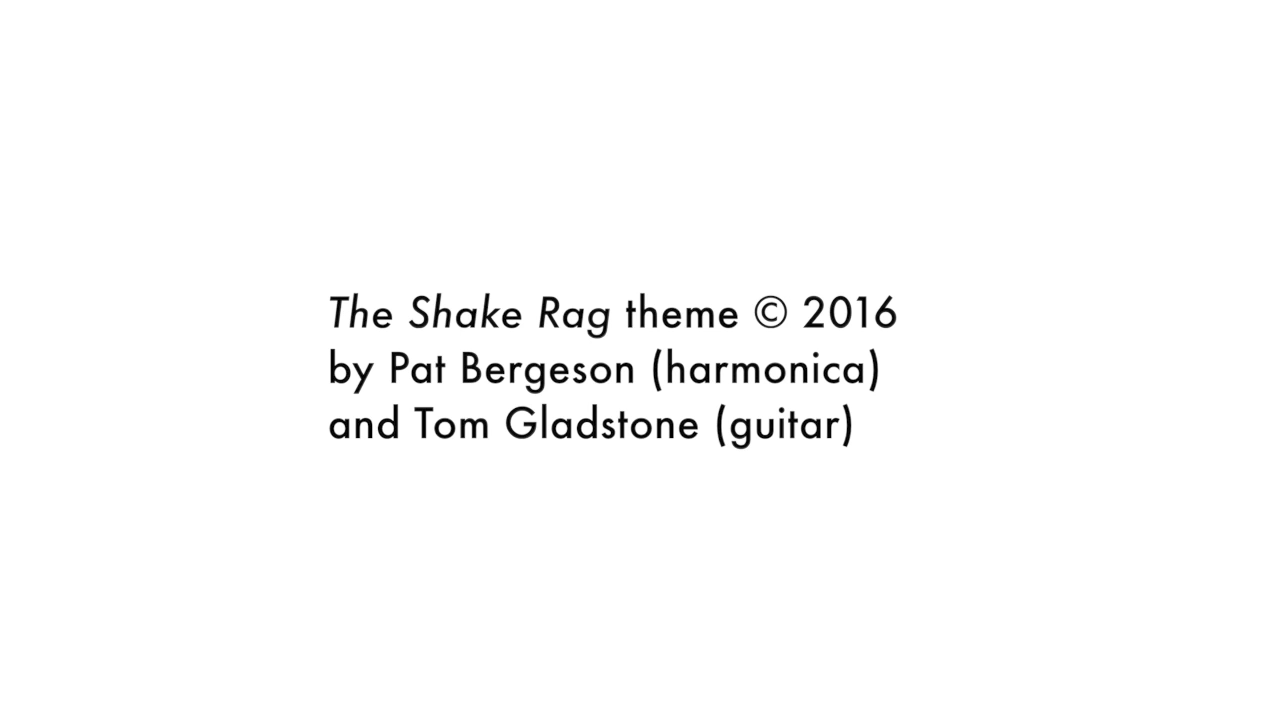 The Shake Rag theme © 2016
by Pat Bergeson (harmonica)
and Tom Gladstone (guitar)